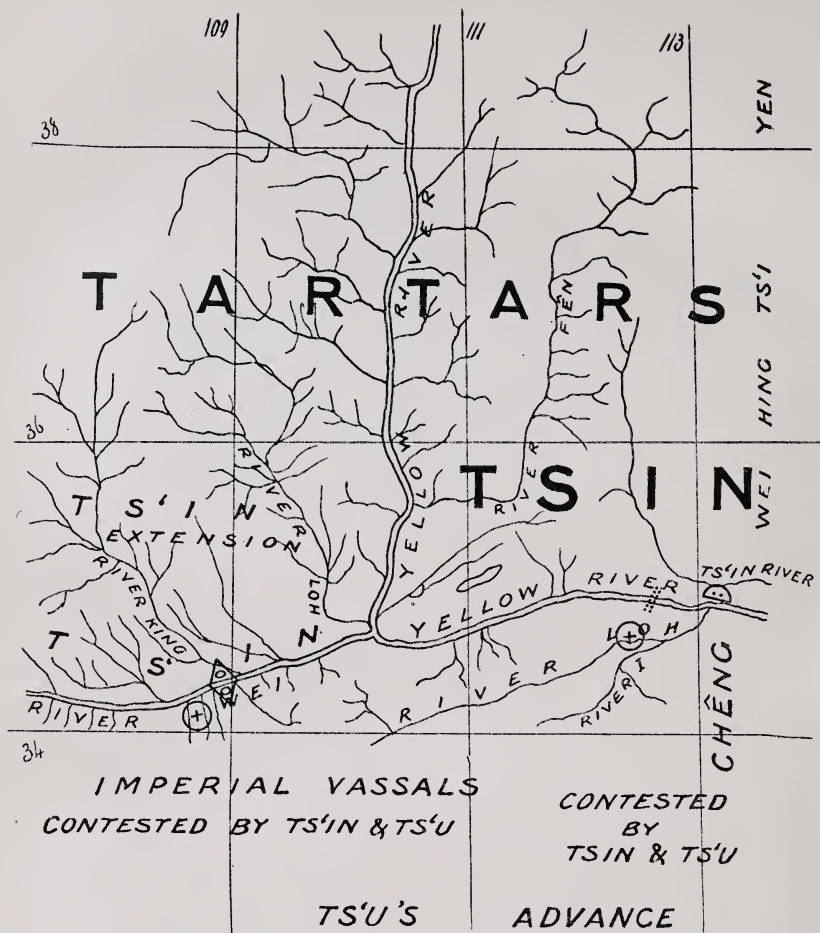 109
111
113
YEN
38
RIVER
TARTARS
FÊN
HING TS‘I
36
RIVER
TSIN
WEI
TS‘IN
EXTENSION
YELLOW
RIVER
RIVER KING
LOH
YELLOW RIVER
TS‘IN RIVER
TS‘IN
LOH
RIVER
WEI
RIVER I
RIVER
CHÊNG
34
IMPERIAL VASSALS
CONTESTED BY TS‘IN & TS‘U
CONTESTED
BY
TSIN & TS‘U
TS‘U'S ADVANCE